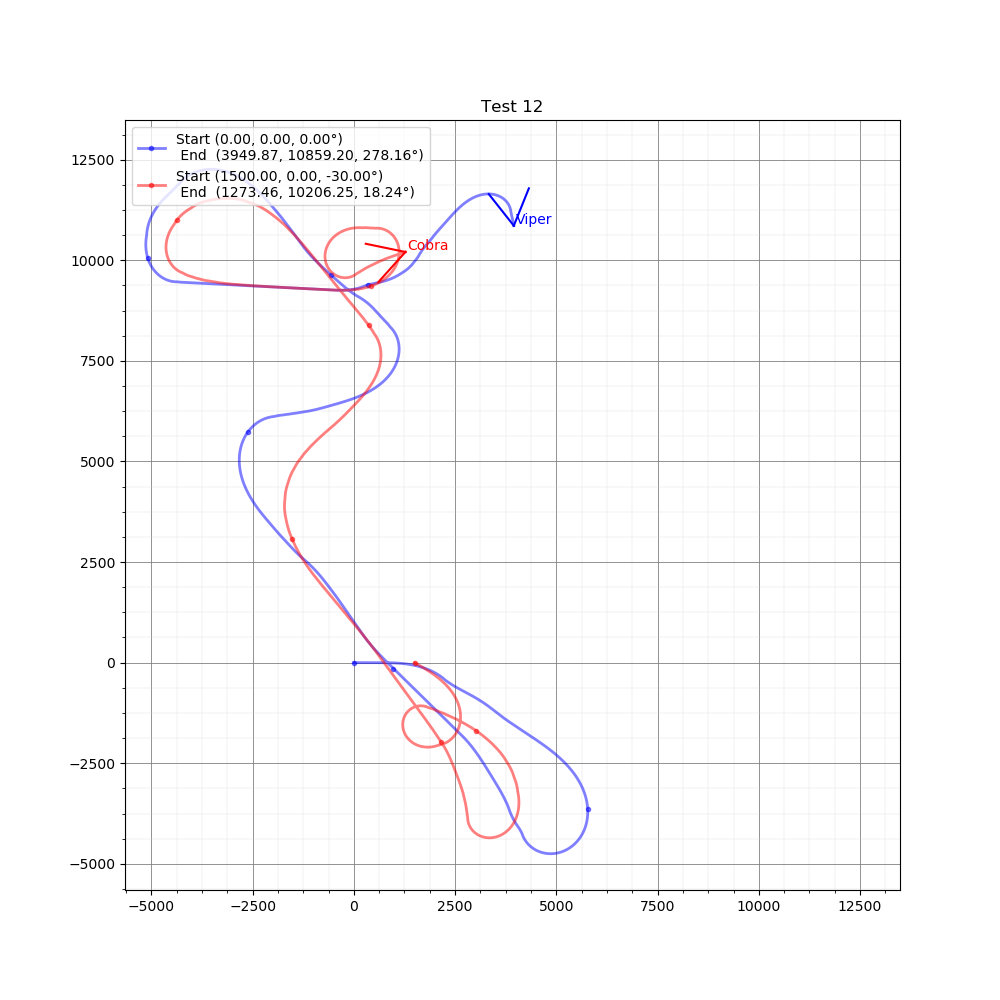 Test 12
Start (0.00, 0.00, 0.00°)
End  (3949.87, 10859.20, 278.16°)
Start (1500.00, 0.00, -30.00°)
End  (1273.46, 10206.25, 18.24°)
12500
10000
7500
5000
2500
0
−2500
−5000
Viper
Cobra
−5000 −2500 0 2500 5000 7500 10000 12500